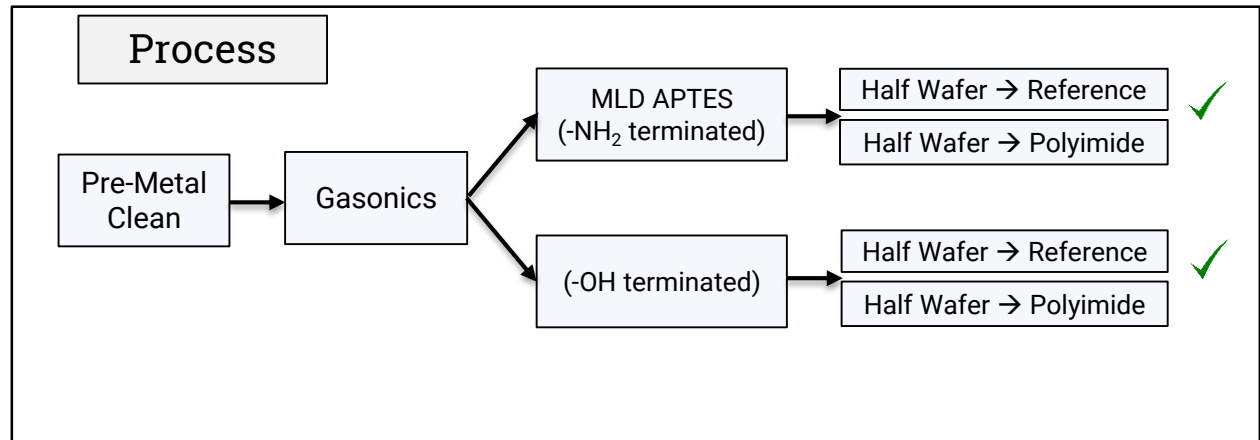 Process
Pre-Metal
Clean
Gasonics
MLD APTES
(-NH₂ terminated)
Half Wafer → Reference
Half Wafer → Polyimide
(-OH terminated)
Half Wafer → Reference
Half Wafer → Polyimide